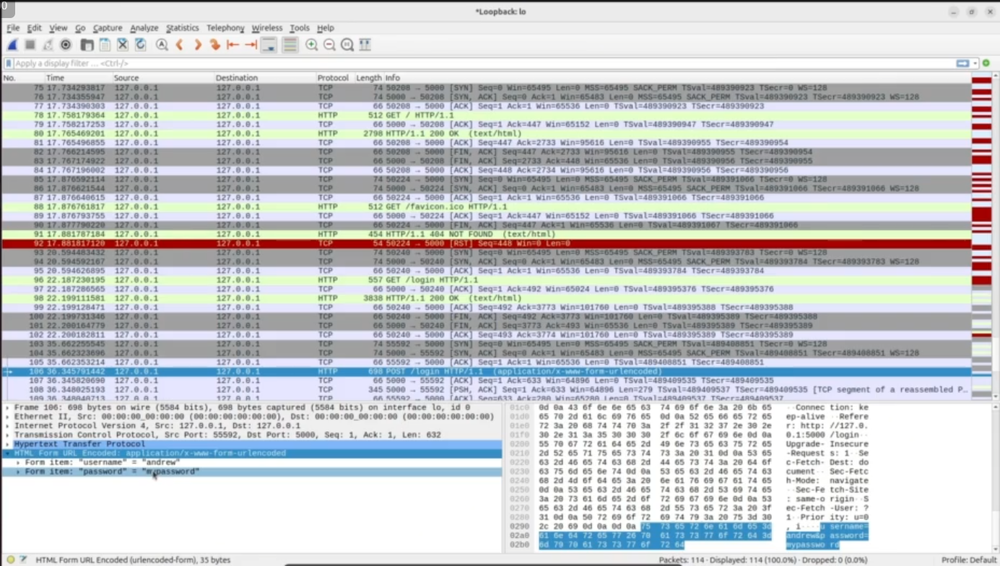 0
*Loopback: lo
File Edit View Go Capture Analyze Statistics Telephony Wireless Tools Help
Apply a display filter ... <Ctrl-/>
No. Time Source Destination Protocol Length Info
75 17.734293817 127.0.0.1 127.0.0.1 TCP 74 50208 → 5000 [SYN] Seq=0 Win=65495 Len=0 MSS=65495 SACK_PERM TSval=489390923 TSecr=0 WS=128
76 17.734355947 127.0.0.1 127.0.0.1 TCP 74 5000 → 50208 [SYN, ACK] Seq=0 Ack=1 Win=65483 Len=0 MSS=65495 SACK_PERM TSval=489390923 TSecr=489390923 WS=128
77 17.734390303 127.0.0.1 127.0.0.1 TCP 66 50208 → 5000 [ACK] Seq=1 Ack=1 Win=65536 Len=0 TSval=489390923 TSecr=489390923
78 17.758179364 127.0.0.1 127.0.0.1 HTTP 512 GET / HTTP/1.1
79 17.758217253 127.0.0.1 127.0.0.1 TCP 66 5000 → 50208 [ACK] Seq=1 Ack=447 Win=65152 Len=0 TSval=489390947 TSecr=489390947
80 17.765469201 127.0.0.1 127.0.0.1 HTTP 2798 HTTP/1.1 200 OK (text/html)
81 17.765496855 127.0.0.1 127.0.0.1 TCP 66 50208 → 5000 [ACK] Seq=447 Ack=2733 Win=95616 Len=0 TSval=489390955 TSecr=489390954
82 17.766214595 127.0.0.1 127.0.0.1 TCP 66 50208 → 5000 [FIN, ACK] Seq=447 Ack=2733 Win=95616 Len=0 TSval=489390955 TSecr=489390954
83 17.767174922 127.0.0.1 127.0.0.1 TCP 66 5000 → 50208 [FIN, ACK] Seq=2733 Ack=448 Win=65536 Len=0 TSval=489390956 TSecr=489390955
84 17.767196002 127.0.0.1 127.0.0.1 TCP 66 50208 → 5000 [ACK] Seq=448 Ack=2734 Win=95616 Len=0 TSval=489390956 TSecr=489390956
85 17.876592114 127.0.0.1 127.0.0.1 TCP 74 50224 → 5000 [SYN] Seq=0 Win=65495 Len=0 MSS=65495 SACK_PERM TSval=489391066 TSecr=0 WS=128
86 17.876621544 127.0.0.1 127.0.0.1 TCP 74 5000 → 50224 [SYN, ACK] Seq=0 Ack=1 Win=65483 Len=0 MSS=65495 SACK_PERM TSval=489391066 TSecr=489391066 WS=128
87 17.876640615 127.0.0.1 127.0.0.1 TCP 66 50224 → 5000 [ACK] Seq=1 Ack=1 Win=65536 Len=0 TSval=489391066 TSecr=489391066
88 17.876761817 127.0.0.1 127.0.0.1 HTTP 512 GET /favicon.ico HTTP/1.1
89 17.876793755 127.0.0.1 127.0.0.1 TCP 66 5000 → 50224 [ACK] Seq=1 Ack=447 Win=65152 Len=0 TSval=489391066 TSecr=489391066
90 17.877790220 127.0.0.1 127.0.0.1 TCP 66 50224 → 5000 [FIN, ACK] Seq=447 Ack=1 Win=65536 Len=0 TSval=489391067 TSecr=489391066
91 17.881787184 127.0.0.1 127.0.0.1 HTTP 454 HTTP/1.1 404 NOT FOUND (text/html)
92 17.881817120 127.0.0.1 127.0.0.1 TCP 54 50224 → 5000 [RST] Seq=448 Win=0 Len=0
93 20.594483432 127.0.0.1 127.0.0.1 TCP 74 50240 → 5000 [SYN] Seq=0 Win=65495 Len=0 MSS=65495 SACK_PERM TSval=489393783 TSecr=0 WS=128
94 20.594592167 127.0.0.1 127.0.0.1 TCP 74 5000 → 50240 [SYN, ACK] Seq=0 Ack=1 Win=65483 Len=0 MSS=65495 SACK_PERM TSval=489393784 TSecr=489393783 WS=128
95 20.594626895 127.0.0.1 127.0.0.1 TCP 66 50240 → 5000 [ACK] Seq=1 Ack=1 Win=65536 Len=0 TSval=489393784 TSecr=489393784
96 22.187230195 127.0.0.1 127.0.0.1 HTTP 557 GET /login HTTP/1.1
97 22.187286565 127.0.0.1 127.0.0.1 TCP 66 5000 → 50240 [ACK] Seq=1 Ack=492 Win=65024 Len=0 TSval=489395376 TSecr=489395376
98 22.199111581 127.0.0.1 127.0.0.1 HTTP 3838 HTTP/1.1 200 OK (text/html)
99 22.199128471 127.0.0.1 127.0.0.1 TCP 66 50240 → 5000 [ACK] Seq=492 Ack=3773 Win=101760 Len=0 TSval=489395388 TSecr=489395388
100 22.199731346 127.0.0.1 127.0.0.1 TCP 66 50240 → 5000 [FIN, ACK] Seq=492 Ack=3773 Win=101760 Len=0 TSval=489395389 TSecr=489395388
101 22.200164779 127.0.0.1 127.0.0.1 TCP 66 5000 → 50240 [FIN, ACK] Seq=3773 Ack=493 Win=65536 Len=0 TSval=489395389 TSecr=489395389
102 22.200182811 127.0.0.1 127.0.0.1 TCP 66 50240 → 5000 [ACK] Seq=493 Ack=3774 Win=101760 Len=0 TSval=489395389 TSecr=489395389
103 35.662255545 127.0.0.1 127.0.0.1 TCP 74 55592 → 5000 [SYN] Seq=0 Win=65495 Len=0 MSS=65495 SACK_PERM TSval=489408851 TSecr=0 WS=128
104 35.662323696 127.0.0.1 127.0.0.1 TCP 74 5000 → 55592 [SYN, ACK] Seq=0 Ack=1 Win=65483 Len=0 MSS=65495 SACK_PERM TSval=489408851 TSecr=489408851 WS=128
105 35.662353214 127.0.0.1 127.0.0.1 TCP 66 55592 → 5000 [ACK] Seq=1 Ack=1 Win=65536 Len=0 TSval=489408851 TSecr=489408851
106 36.345791442 127.0.0.1 127.0.0.1 HTTP 698 POST /login HTTP/1.1 (application/x-www-form-urlencoded)
107 36.345820690 127.0.0.1 127.0.0.1 TCP 66 5000 → 55592 [ACK] Seq=1 Ack=633 Win=64896 Len=0 TSval=489409535 TSecr=489409535
108 36.348025193 127.0.0.1 127.0.0.1 TCP 345 5000 → 55592 [PSH, ACK] Seq=1 Ack=633 Win=64896 Len=279 TSval=489409537 TSecr=489409535 [TCP segment of a reassembled P…
109 36.348040713 127.0.0.1 127.0.0.1 TCP 66 55592 → 5000 [ACK] Seq=633 Ack=280 Win=65280 Len=0 TSval=489409537 TSecr=489409537
Frame 106: 698 bytes on wire (5584 bits), 698 bytes captured (5584 bits) on interface lo, id 0
Ethernet II, Src: 00:00:00_00:00:00 (00:00:00:00:00:00), Dst: 00:00:00_00:00:00 (00:00:00:00:00:00)
Internet Protocol Version 4, Src: 127.0.0.1, Dst: 127.0.0.1
Transmission Control Protocol, Src Port: 55592, Dst Port: 5000, Seq: 1, Ack: 1, Len: 632
Hypertext Transfer Protocol
HTML Form URL Encoded: application/x-www-form-urlencoded
Form item: "username" = "andrew"
Form item: "password" = "mypassword"
01c0 0d 0a 43 6f 6e 6e 65 63 74 69 6f 6e 3a 20 6b 65 ··Connec tion: ke
01d0 65 70 2d 61 6c 69 76 65 0d 0a 52 65 66 65 72 65 ep-alive ··Refere
01e0 72 3a 20 68 74 74 70 3a 2f 2f 31 32 37 2e 30 2e r: http: //127.0.
01f0 30 2e 31 3a 35 30 30 30 2f 6c 6f 67 69 6e 0d 0a 0.1:5000 /login··
0200 55 70 67 72 61 64 65 2d 49 6e 73 65 63 75 72 65 Upgrade- Insecure
0210 2d 52 65 71 75 65 73 74 73 3a 20 31 0d 0a 53 65 -Request s: 1··Se
0220 63 2d 46 65 74 63 68 2d 44 65 73 74 3a 20 64 6f c-Fetch- Dest: do
0230 63 75 6d 65 6e 74 0d 0a 53 65 63 2d 46 65 74 63 cument·· Sec-Fetc
0240 68 2d 4d 6f 64 65 3a 20 6e 61 76 69 67 61 74 65 h-Mode: navigate
0250 0d 0a 53 65 63 2d 46 65 74 63 68 2d 53 69 74 65 ··Sec-Fe tch-Site
0260 3a 20 73 61 6d 65 2d 6f 72 69 67 69 6e 0d 0a 53 : same-o rigin··S
0270 65 63 2d 46 65 74 63 68 2d 55 73 65 72 3a 20 3f ec-Fetch -User: ?
0280 31 0d 0a 50 72 69 6f 72 69 74 79 3a 20 75 3d 30 1··Prior ity: u=0
0290 2c 20 69 0d 0a 0d 0a 75 73 65 72 6e 61 6d 65 3d , i····u sername=
02a0 61 6e 64 72 65 77 26 70 61 73 73 77 6f 72 64 3d andrew&p assword=
02b0 6d 79 70 61 73 73 77 6f 72 64 mypasswo rd
HTML Form URL Encoded (urlencoded-form), 35 bytes
Packets: 114 · Displayed: 114 (100.0%) · Dropped: 0 (0.0%)
Profile: Default